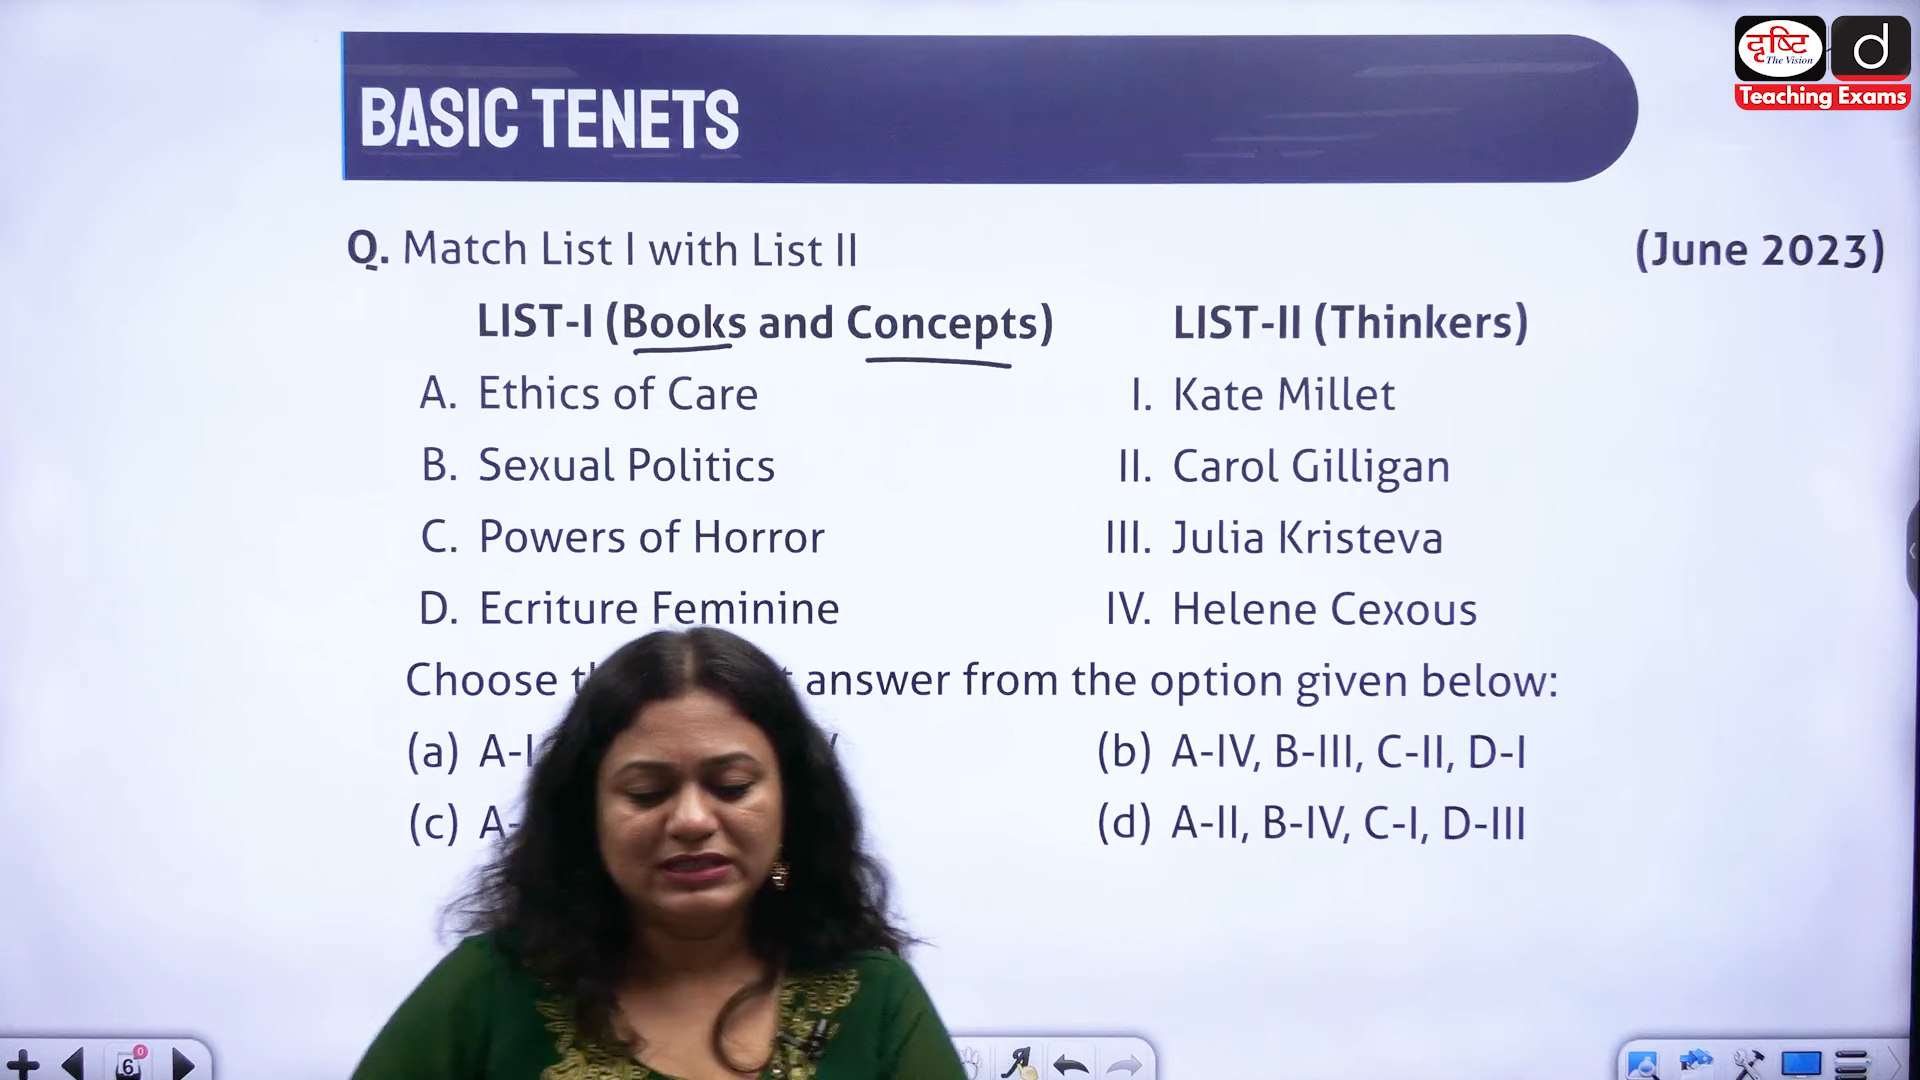 दृष्टि
The Vision
d
Teaching Exams
BASIC TENETS
Q. Match List I with List II (June 2023)
LIST-I (Books and Concepts) LIST-II (Thinkers)
A. Ethics of Care I. Kate Millet
B. Sexual Politics II. Carol Gilligan
C. Powers of Horror III. Julia Kristeva
D. Ecriture Feminine IV. Helene Cexous
Choose answer from the option given below:
(a) (b) A-IV, B-III, C-II, D-I
(c) (d) A-II, B-IV, C-I, D-III
6
0